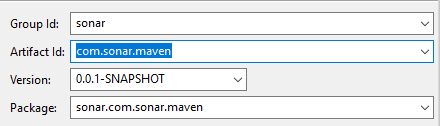 Group Id: sonar
Artifact Id: com.sonar.maven
Version: 0.0.1-SNAPSHOT
Package: sonar.com.sonar.maven